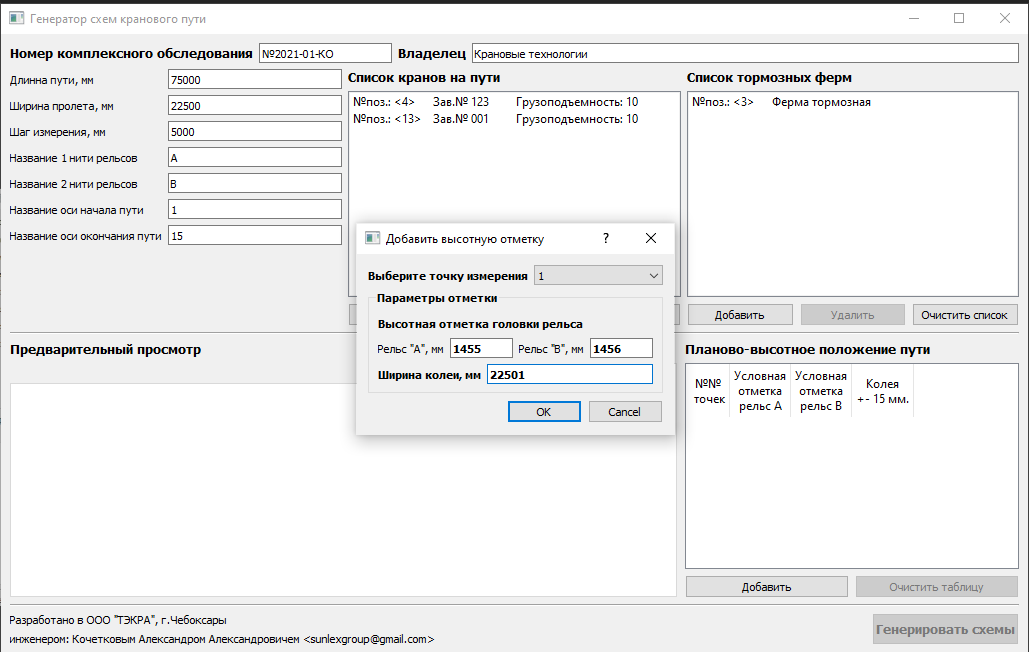 Генератор схем кранового пути
Номер комплексного обследования №2021-01-КО Владелец Крановые технологии
Длинна пути, мм 75000
Ширина пролета, мм 22500
Шаг измерения, мм 5000
Название 1 нити рельсов A
Название 2 нити рельсов B
Название оси начала пути 1
Название оси окончания пути 15
Список кранов на пути
№поз.: <4> Зав.№ 123 Грузоподъемность: 10
№поз.: <13> Зав.№ 001 Грузоподъемность: 10
Список тормозных ферм
№поз.: <3> Ферма тормозная
Добавить Удалить Очистить список
Добавить высотную отметку ?
Выберите точку измерения 1
Параметры отметки
Высотная отметка головки рельса
Рельс "A", мм 1455 Рельс "B", мм 1456
Ширина колеи, мм 22501
OK Cancel
Предварительный просмотр
Планово-высотное положение пути
№№ точек
Условная отметка рельс A
Условная отметка рельс B
Колея +- 15 мм.
Добавить Очистить таблицу
Разработано в ООО "ТЭКРА", г.Чебоксары
инженером: Кочетковым Александром Александровичем <sunlexgroup@gmail.com>
Генерировать схемы